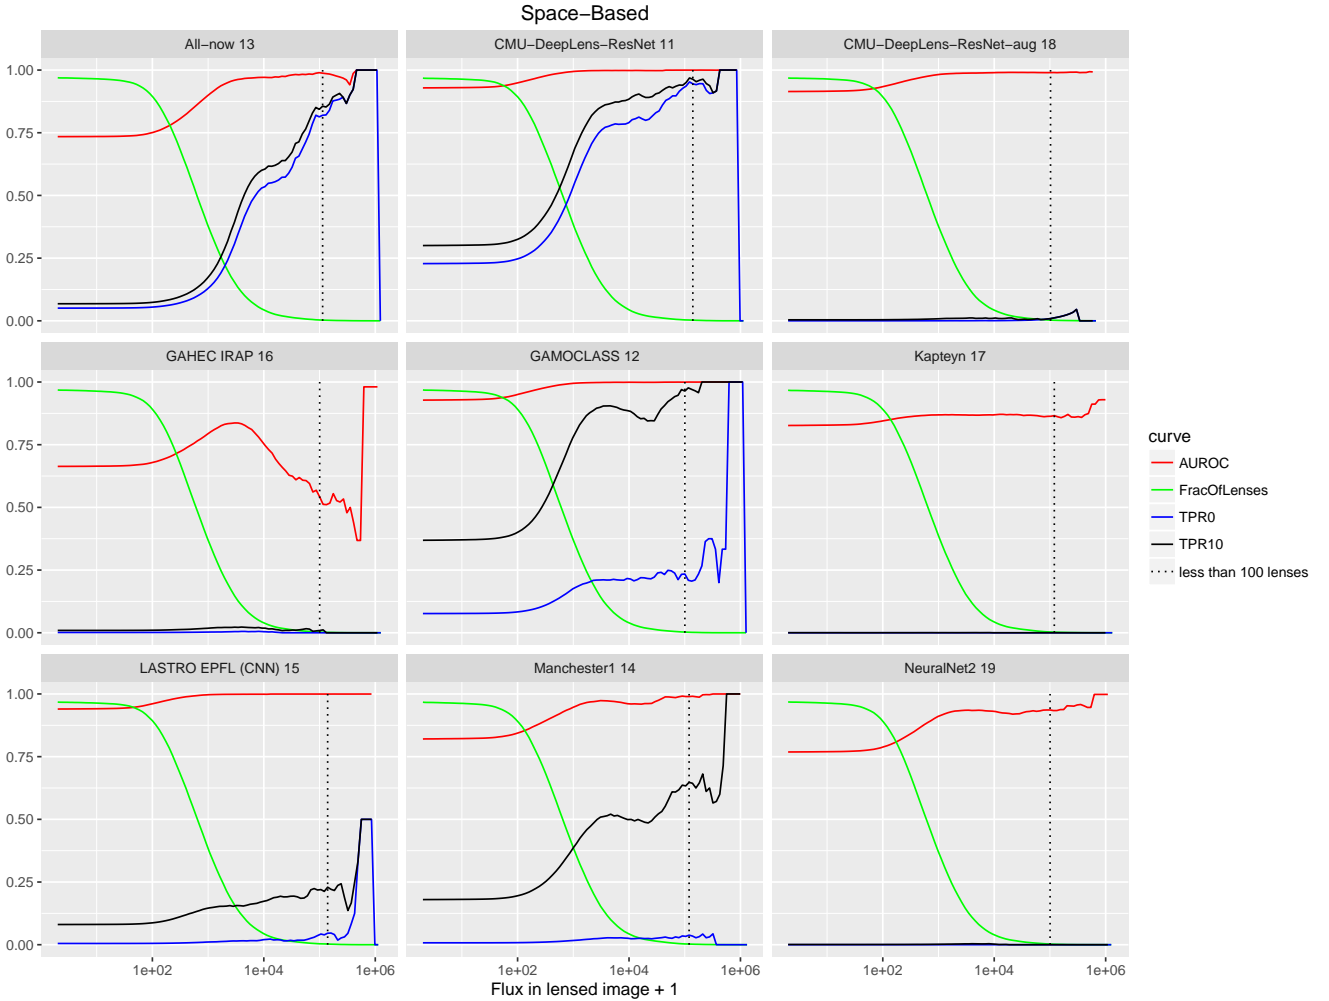 Space−Based
All−now 13
CMU−DeepLens−ResNet 11
CMU−DeepLens−ResNet−aug 18
1.00
0.75
0.50
0.25
0.00
GAHEC IRAP 16
GAMOCLASS 12
Kapteyn 17
1.00
0.75
0.50
0.25
0.00
LASTRO EPFL (CNN) 15
Manchester1 14
NeuralNet2 19
1.00
0.75
0.50
0.25
0.00
1e+02 1e+04 1e+06 1e+02 1e+04 1e+06 1e+02 1e+04 1e+06
Flux in lensed image + 1
curve
AUROC
FracOfLenses
TPR0
TPR10
less than 100 lenses